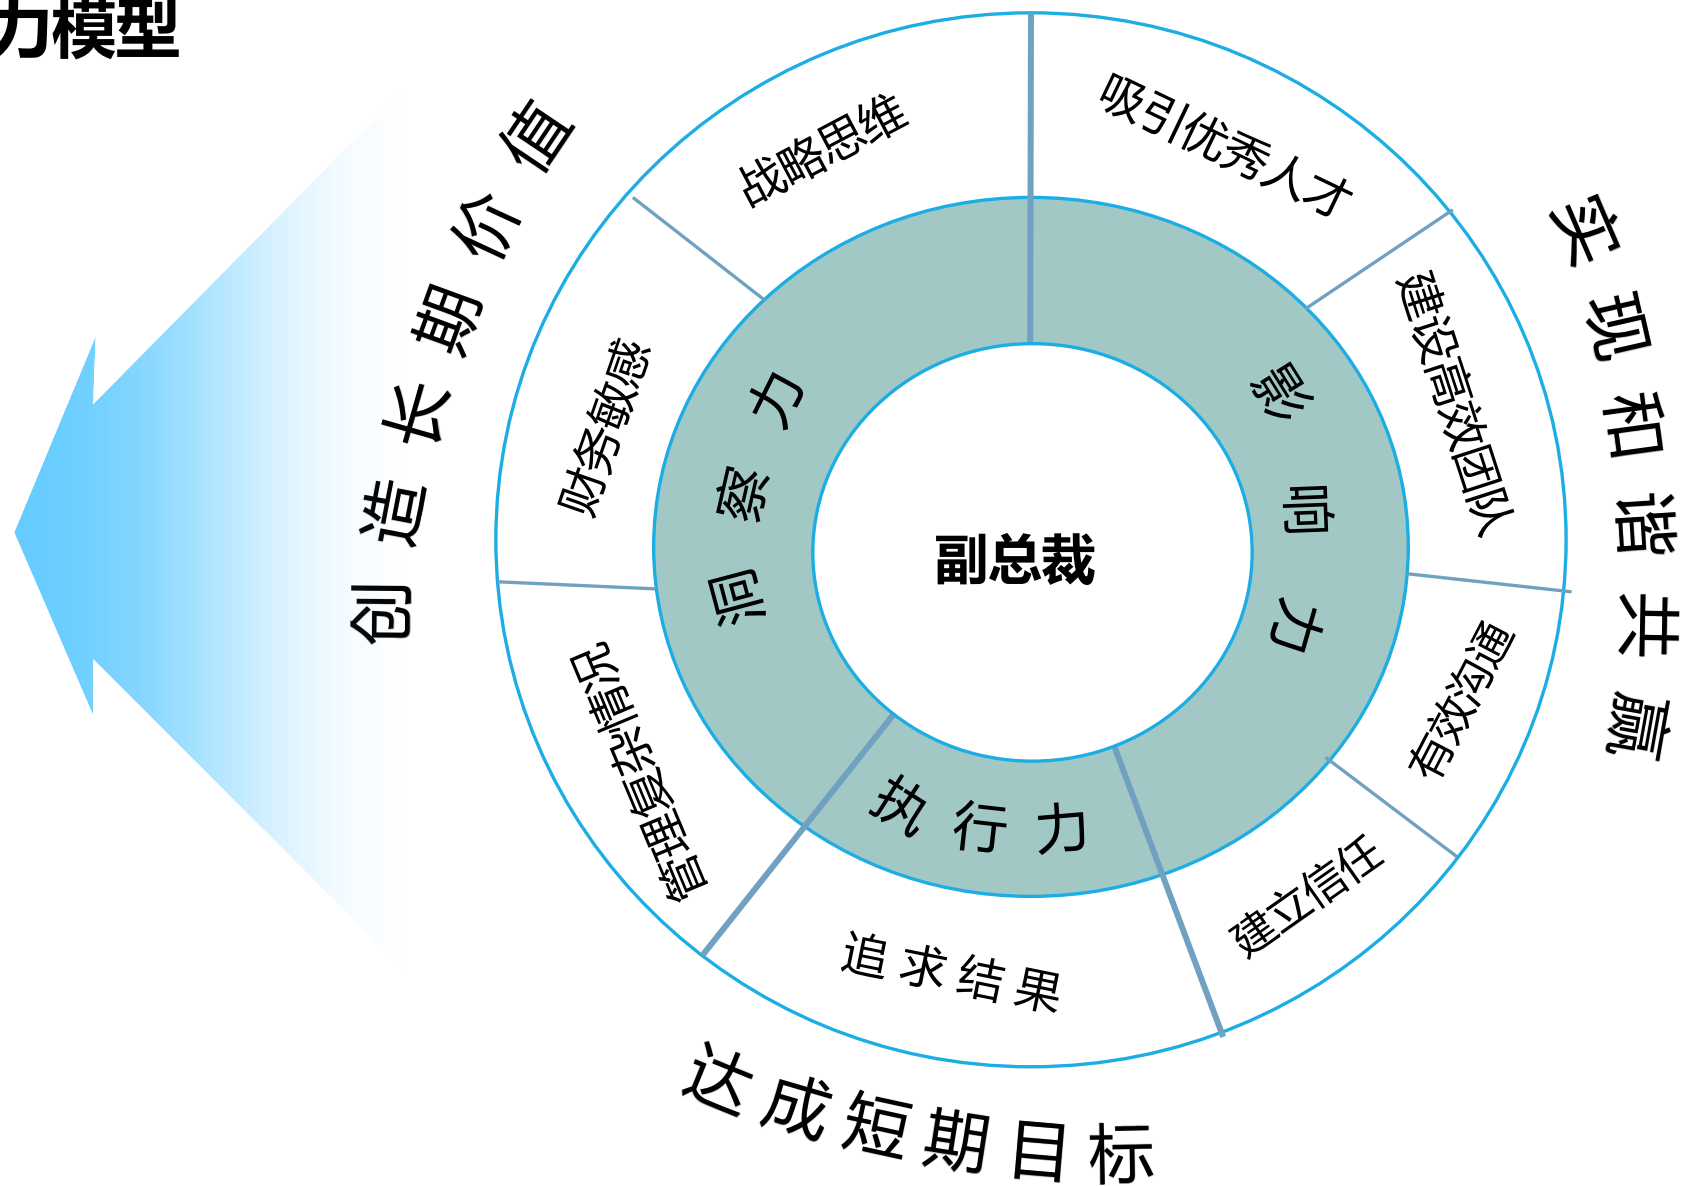 力模型
创造长期价值
实现和谐共赢
达成短期目标
战略思维
吸引优秀人才
财务敏感
建设高效团队
管理复杂情况
有效沟通
建立信任
追求结果
洞察力
影响力
执行力
副总裁